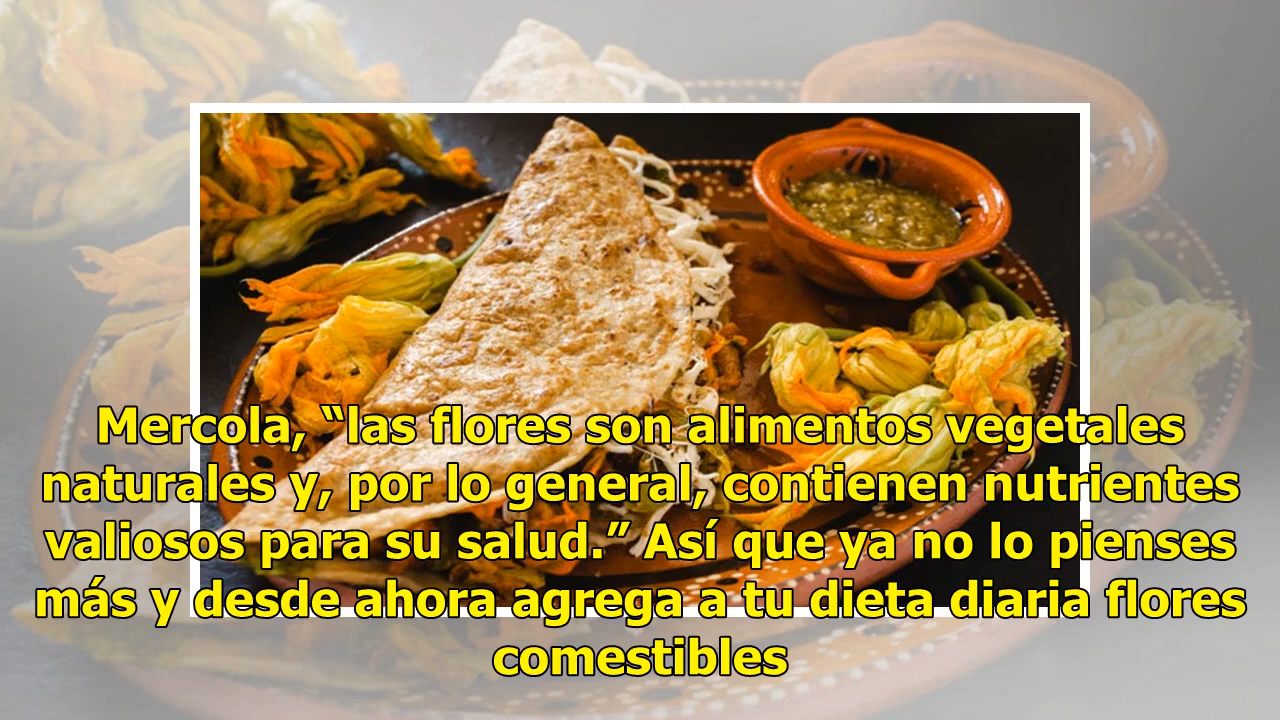 Mercola, “las flores son alimentos vegetales
naturales y, por lo general, contienen nutrientes
valiosos para su salud.” Así que ya no lo pienses
más y desde ahora agrega a tu dieta diaria flores
comestibles